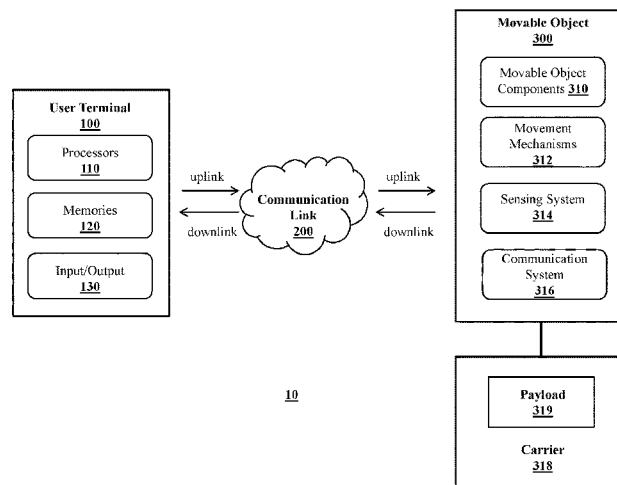 User Terminal
100
Processors
110
Memories
120
Input/Output
130
uplink
downlink
Communication
Link
200
uplink
downlink
Movable Object
300
Movable Object
Components 310
Movement
Mechanisms
312
Sensing System
314
Communication
System
316
10
Payload
319
Carrier
318